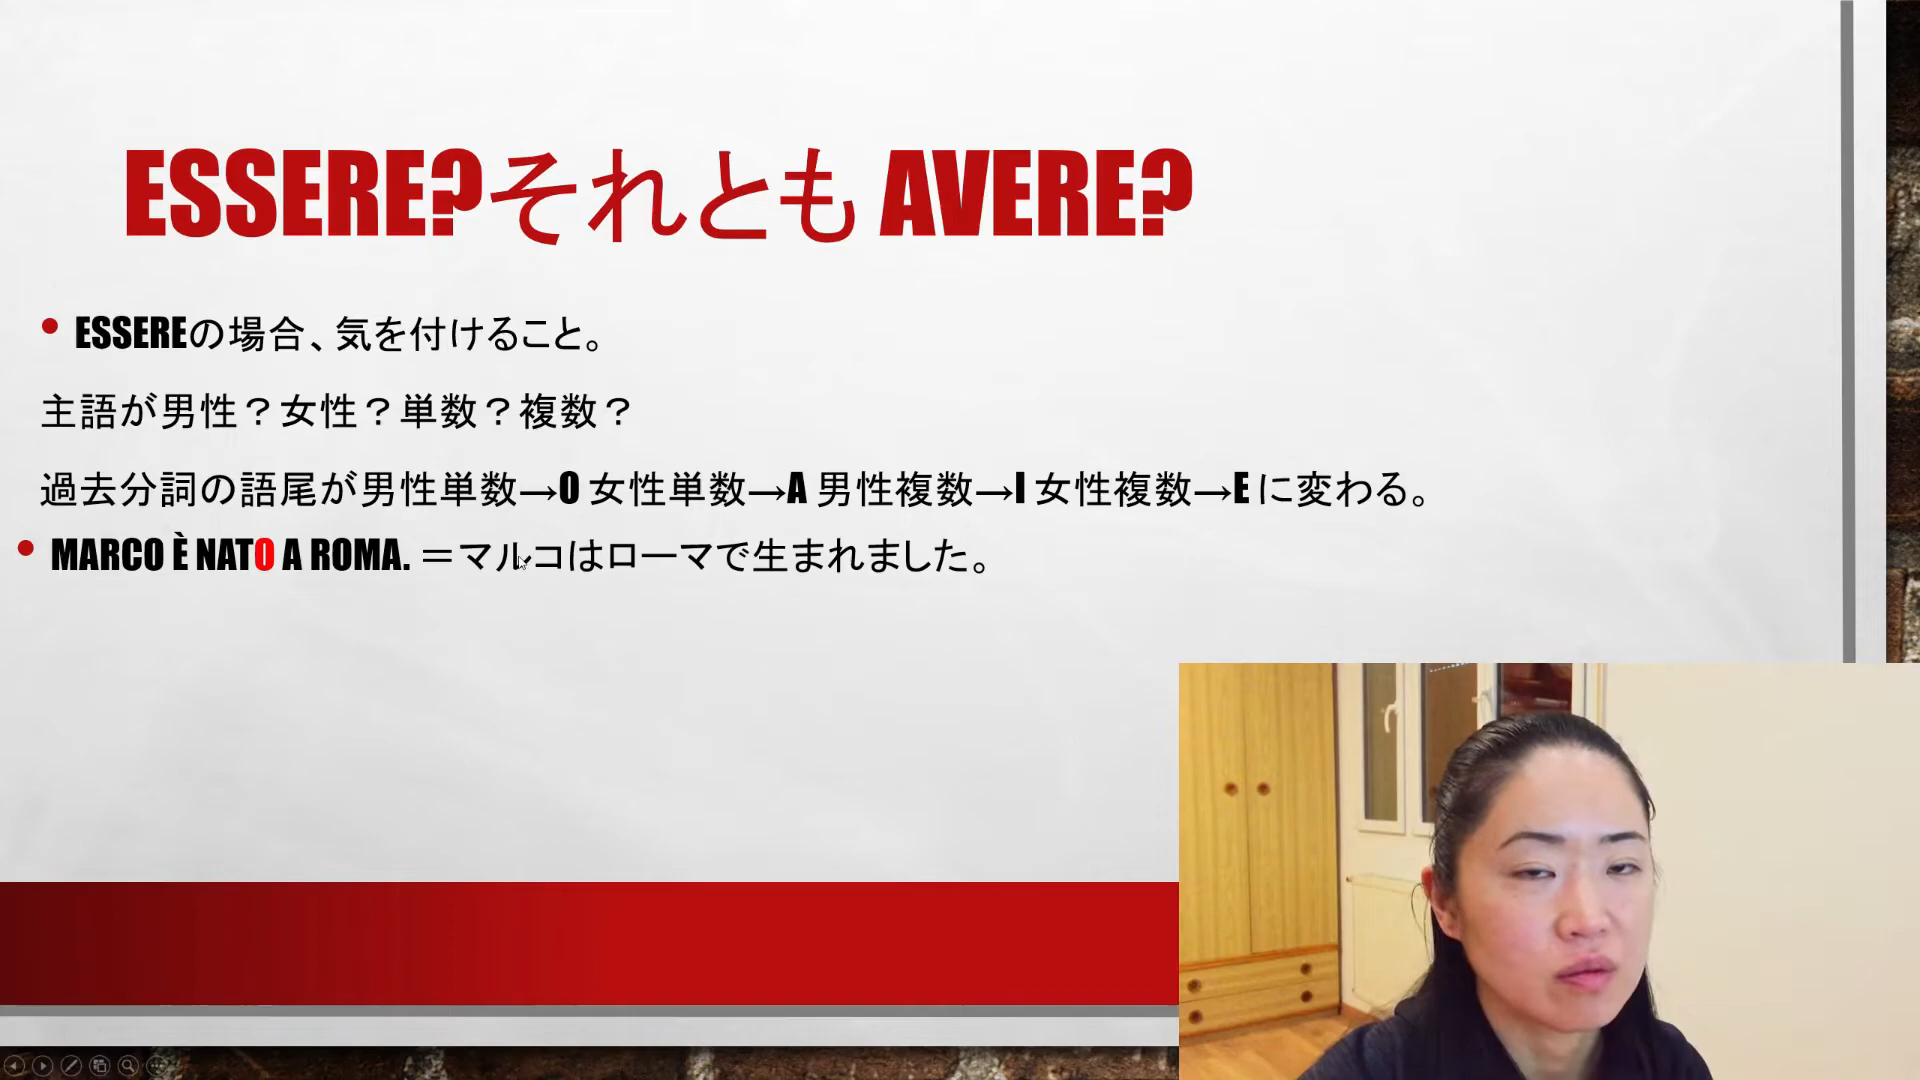 ESSERE?それとも AVERE?
• ESSEREの場合、気を付けること。
主語が男性？女性？単数？複数？
過去分詞の語尾が男性単数→O 女性単数→A 男性複数→I 女性複数→E に変わる。
• MARCO È NATO A ROMA. ＝マルコはローマで生まれました。